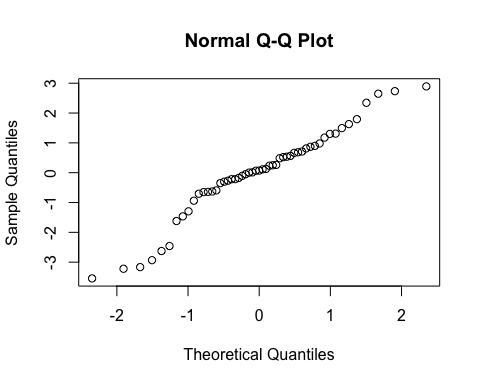 Normal Q-Q Plot
Sample Quantiles
3
2
1
0
-1
-2
-3
-2 -1 0 1 2
Theoretical Quantiles